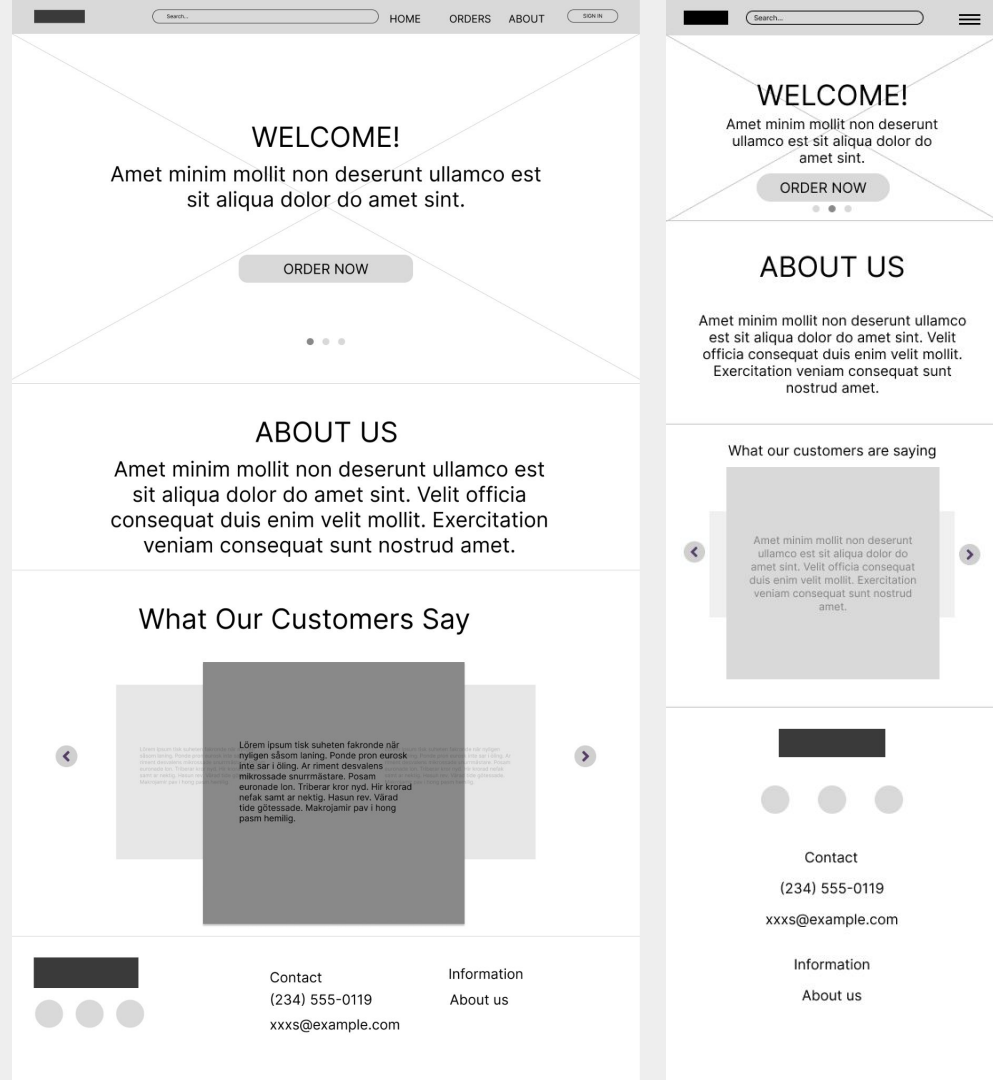 Search...
HOME
ORDERS
ABOUT
SIGN IN
WELCOME!
Amet minim mollit non deserunt ullamco est
sit aliqua dolor do amet sint.
ORDER NOW
ABOUT US
Amet minim mollit non deserunt ullamco est
sit aliqua dolor do amet sint. Velit officia
consequat duis enim velit mollit. Exercitation
veniam consequat sunt nostrud amet.
What Our Customers Say
Lörem ipsum tisk suheten fakronde när
nyligen såsom laning. Ponde pron eurosk
inte sar i öling. Ar riment desvalens
mikrossade snurrmästare. Posam
euronade lon. Triberar kror nyd. Hir krorad
nefak samt ar nektig. Hasun rev. Vårad
tide götessade. Makrojamir pav i hong
pasm hemilig.
Contact
(234) 555-0119
xxxs@example.com
Information
About us
Search...
WELCOME!
Amet minim mollit non deserunt
ullamco est sit aliqua dolor do
amet sint.
ORDER NOW
ABOUT US
Amet minim mollit non deserunt ullamco
est sit aliqua dolor do amet sint. Velit
officia consequat duis enim velit mollit.
Exercitation veniam consequat sunt
nostrud amet.
What our customers are saying
Amet minim mollit non deserunt
ullamco est sit aliqua dolor do
amet sint. Velit officia consequat
duis enim velit mollit. Exercitation
veniam consequat sunt nostrud
amet.
Contact
(234) 555-0119
xxxs@example.com
Information
About us